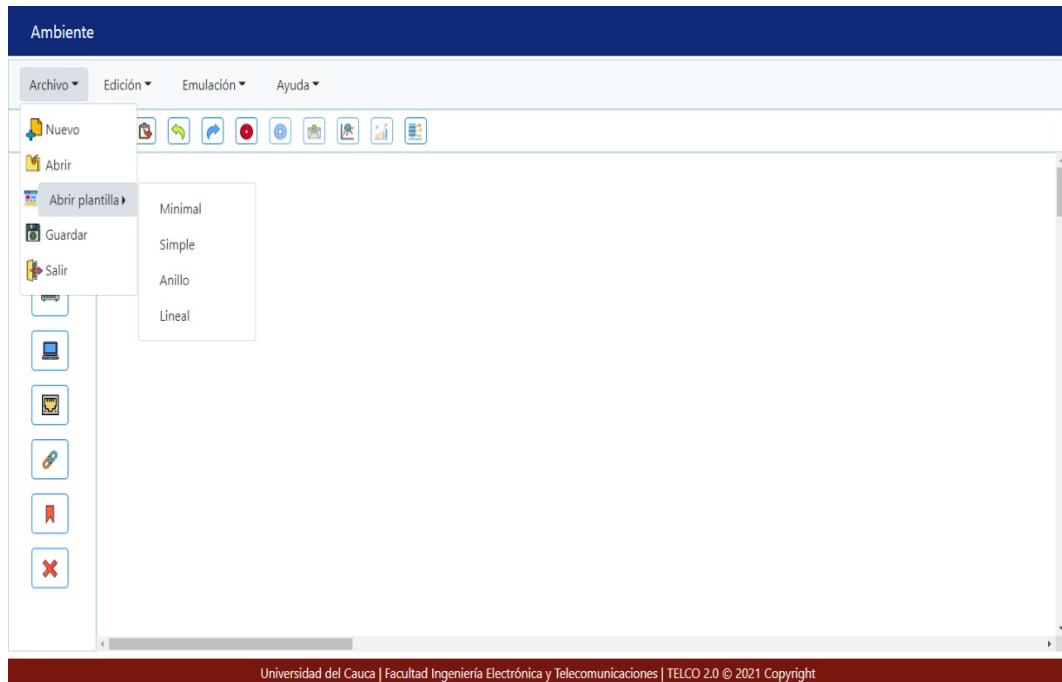 Ambiente
Archivo Edición Emulación Ayuda
Nuevo
Abrir
Abrir plantilla
Guardar
Salir
Minimal
Simple
Anillo
Lineal
Universidad del Cauca | Facultad Ingeniería Electrónica y Telecomunicaciones | TELCO 2.0 © 2021 Copyright